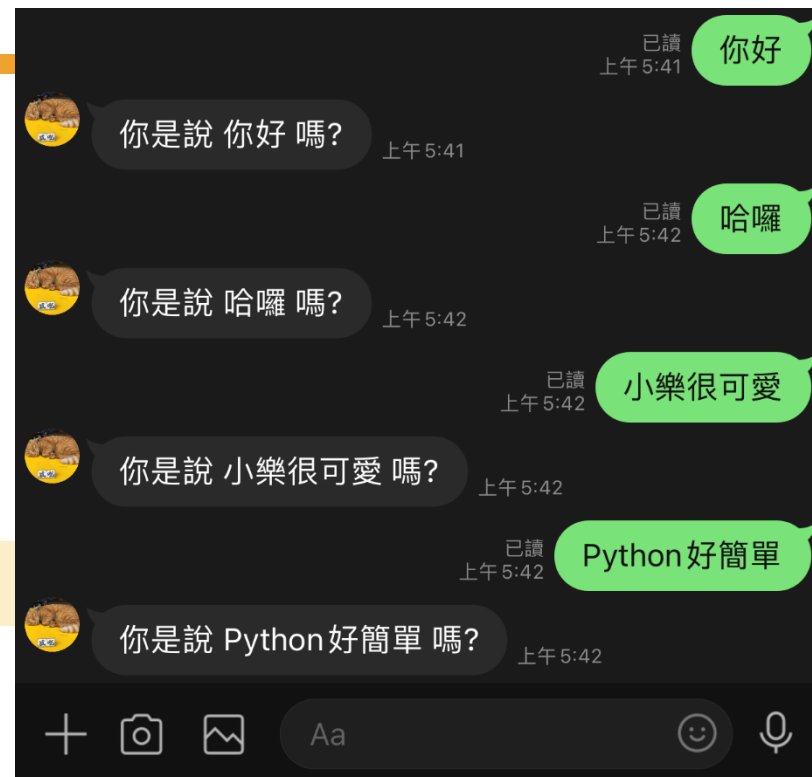 已讀
上午5:41
你好
你是說 你好 嗎?
上午5:41
已讀
上午5:42
哈囉
你是說 哈囉 嗎?
上午5:42
已讀
上午5:42
小樂很可愛
你是說 小樂很可愛 嗎?
上午5:42
已讀
上午5:42
Python好簡單
你是說 Python好簡單 嗎?
上午5:42
Aa